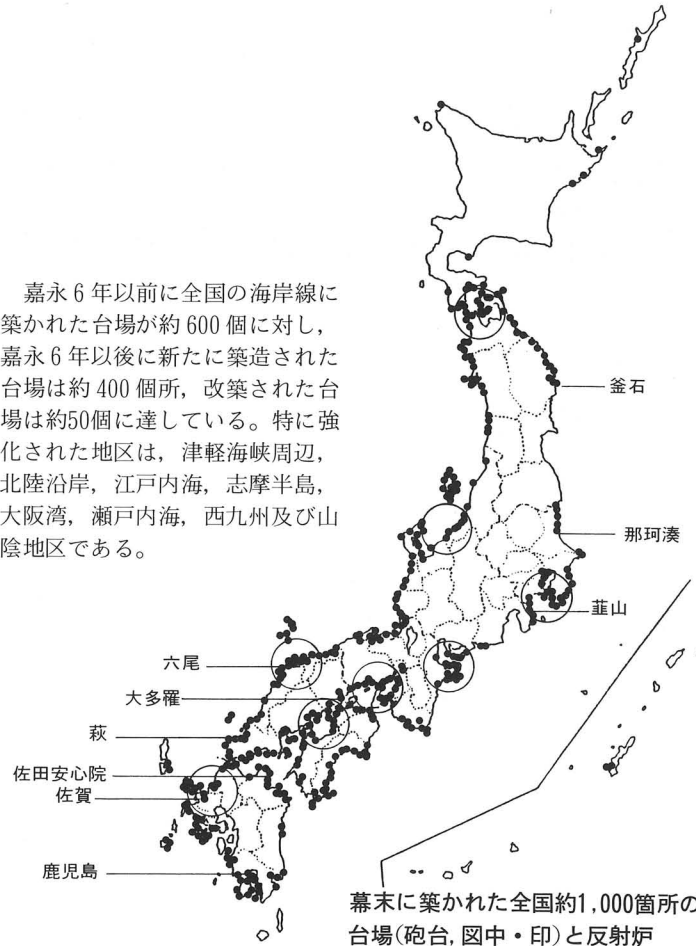 嘉永6年以前に全国の海岸線に
築かれた台場が約600個に対し,
嘉永6年以後に新たに築造された
台場は約400個所, 改築された台
場は約50個に達している。特に強
化された地区は, 津軽海峡周辺,
北陸沿岸, 江戸内海, 志摩半島,
大阪湾, 瀬戸内海, 西九州及び山
陰地区である。
釜石
那珂湊
韮山
六尾
大多羅
萩
佐田安心院
佐賀
鹿児島
幕末に築かれた全国約1,000箇所の
台場(砲台, 図中・印)と反射炉